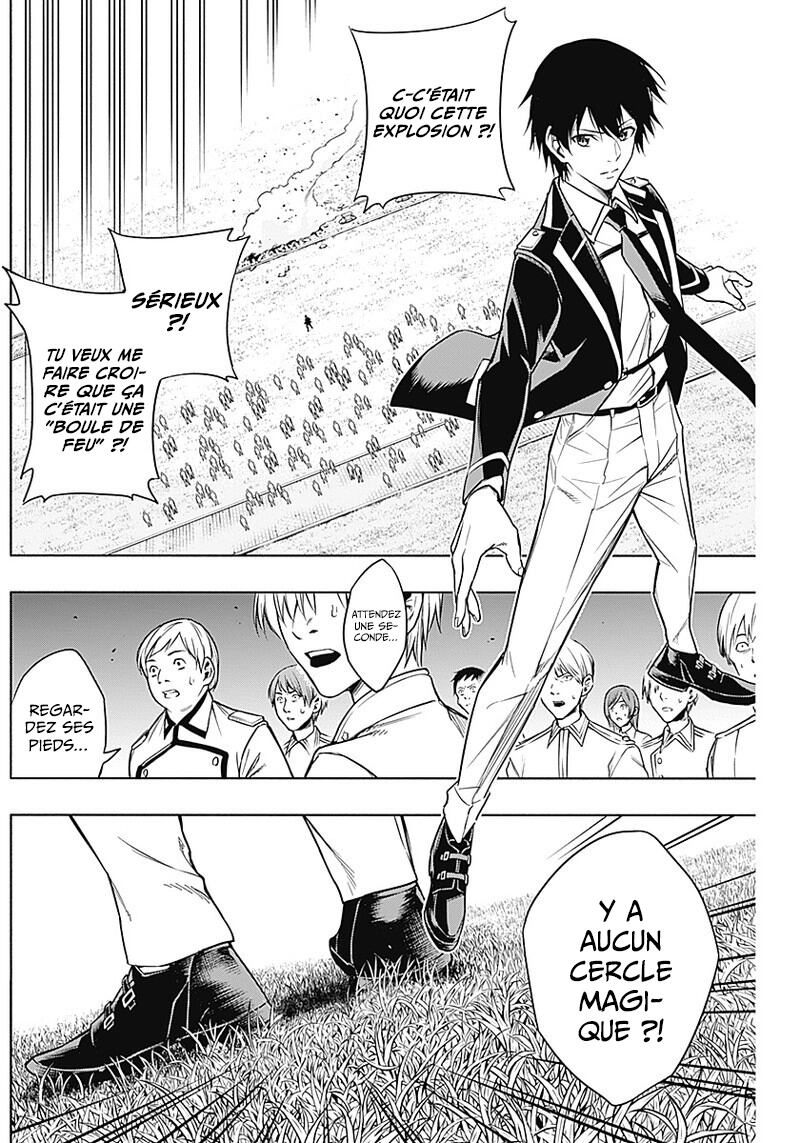 C-C'ÉTAIT
QUOI CETTE
EXPLOSION ?!
SÉRIEUX
?!
TU VEUX ME
FAIRE CROI-
RE QUE ÇA
C'ÉTAIT UNE
"BOULE DE
FEU" ?!
ATTENDEZ
UNE SE-
CONDE...
REGAR-
DEZ SES
PIEDS...
Y A
AUCUN
CERCLE
MAGI-
QUE ?!